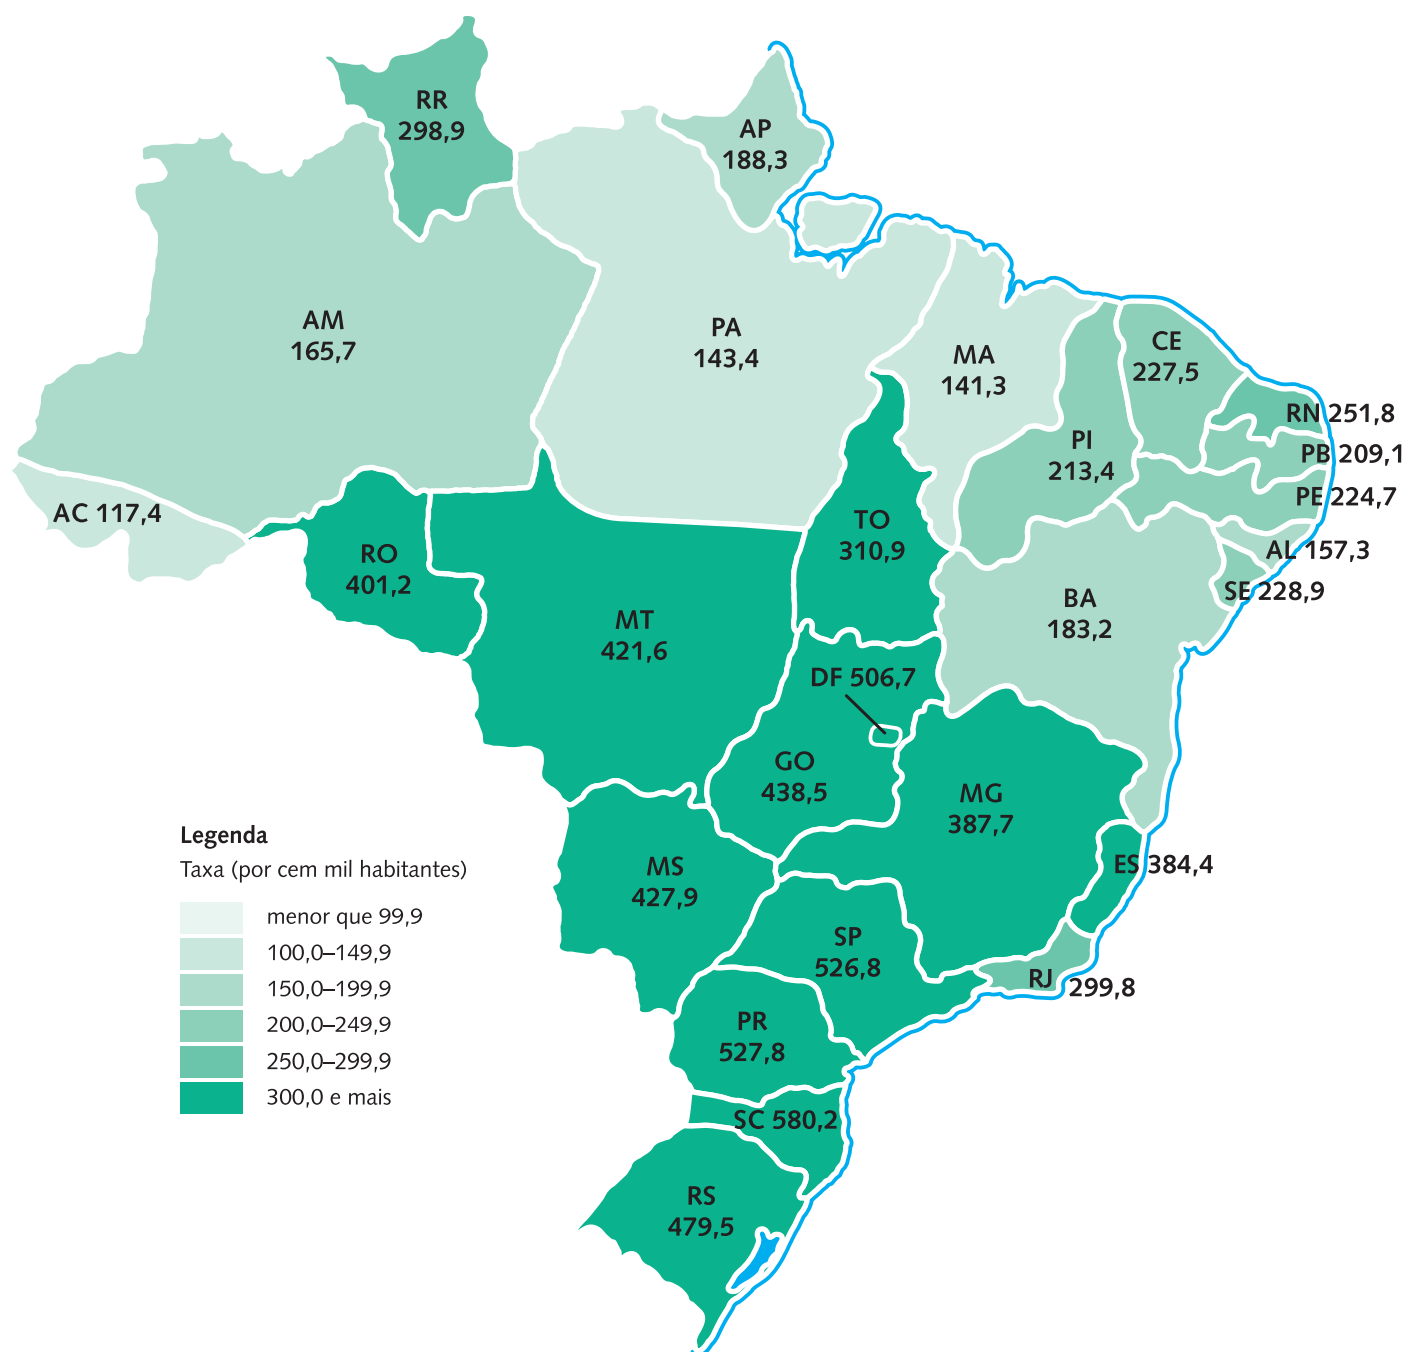 RR
298,9
AP
188,3
AM
165,7
PA
143,4
MA
141,3
CE
227,5
RN 251,8
PI
213,4
PB 209,1
PE 224,7
AC 117,4
TO
310,9
AL 157,3
RO
401,2
SE 228,9
BA
183,2
MT
421,6
DF 506,7
GO
438,5
MG
387,7
Legenda
Taxa (por cem mil habitantes)
menor que 99,9
100,0–149,9
150,0–199,9
200,0–249,9
250,0–299,9
300,0 e mais
MS
427,9
ES 384,4
SP
526,8
RJ 299,8
PR
527,8
SC 580,2
RS
479,5